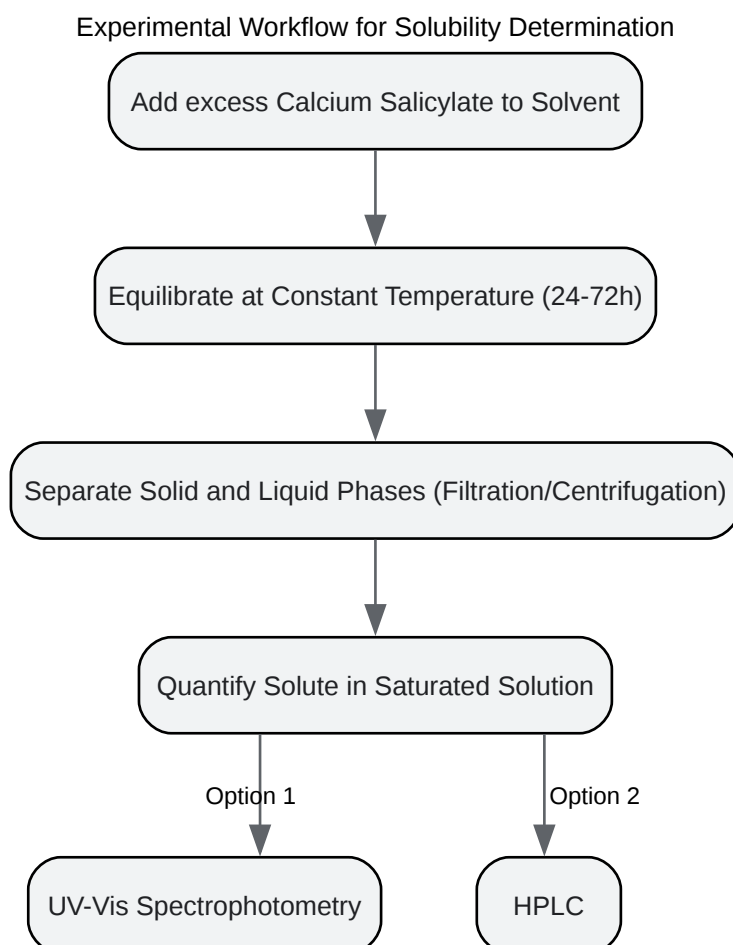 Experimental Workflow for Solubility Determination
Add excess Calcium Salicylate to Solvent
Equilibrate at Constant Temperature (24-72h)
Separate Solid and Liquid Phases (Filtration/Centrifugation)
Quantify Solute in Saturated Solution
Option 1
Option 2
UV-Vis Spectrophotometry
HPLC